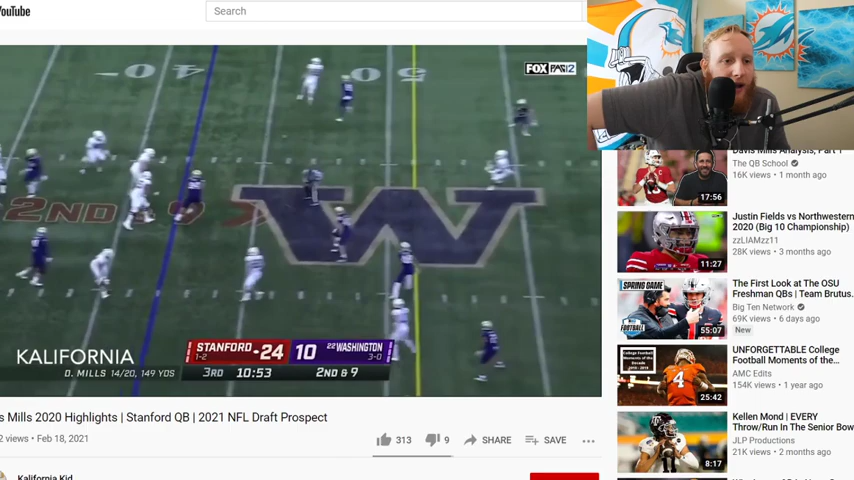 YouTube
Search
40
50
FOX PAC12
W
2ND 9
KALIFORNIA
D. MILLS 14/20, 149 YDS
STANFORD 24 10 22 WASHINGTON
1-2 3-0
3RD 10:53 2ND & 9
s Mills 2020 Highlights | Stanford QB | 2021 NFL Draft Prospect
2 views • Feb 18, 2021
313 9 SHARE SAVE
Kalifornia Kid
Davis Mills Analysis, Part 1
The QB School
16K views • 1 month ago
17:56
Justin Fields vs Northwestern
2020 (Big 10 Championship)
zzLIAMzz11
28K views • 3 months ago
11:27
SPRING GAME
FOOTBALL
The First Look at The OSU
Freshman QBs | Team Brutus...
Big Ten Network
69K views • 6 days ago
New
55:07
UNFORGETTABLE College
Football Moments of the...
AMC Edits
154K views • 1 year ago
25:42
Kellen Mond | EVERY
Throw/Run In The Senior Bow
JLP Productions
21K views • 2 months ago
8:17